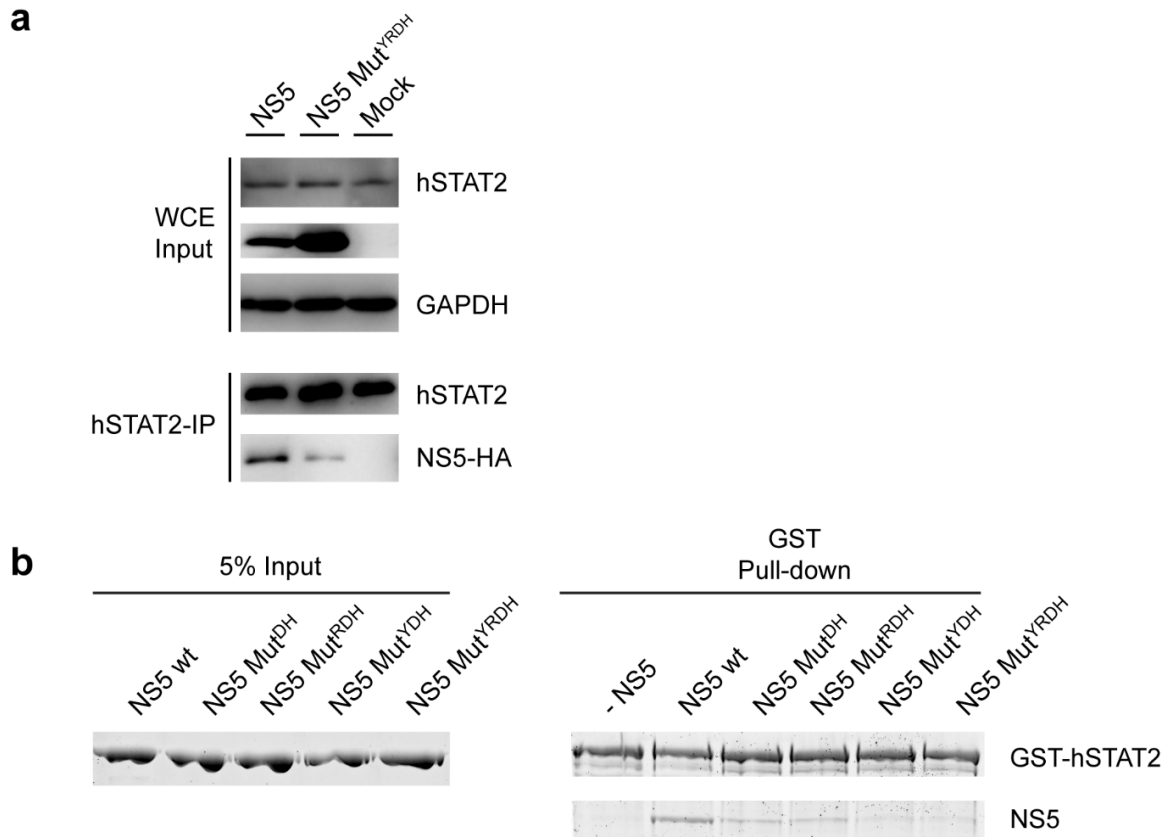 a
NS5
NS5 Mut^YRDH
Mock
WCE
Input
hSTAT2
GAPDH
hSTAT2-IP
hSTAT2
NS5-HA
b
5% Input
NS5 wt
NS5 Mut^DH
NS5 Mut^RDH
NS5 Mut^YDH
NS5 Mut^YRDH
GST
Pull-down
- NS5
NS5 wt
NS5 Mut^DH
NS5 Mut^RDH
NS5 Mut^YDH
NS5 Mut^YRDH
GST-hSTAT2
NS5